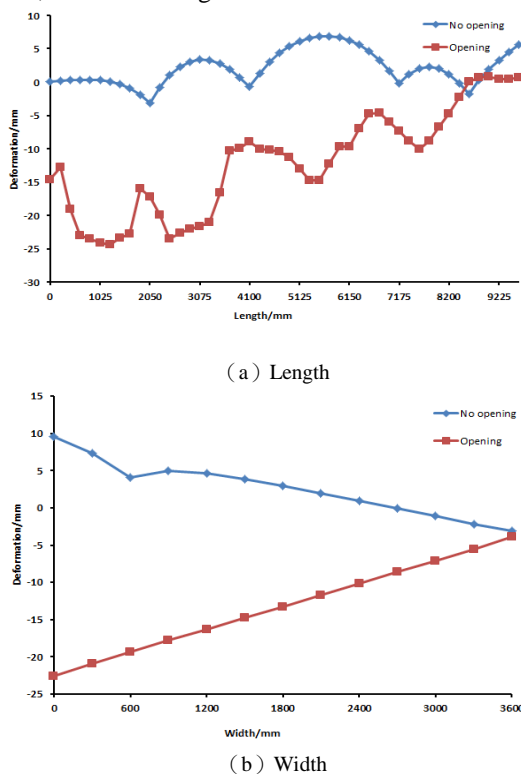 10
5
0
-5
-10
-15
-20
-25
-30
Deformation/mm
No opening
Opening
0 1025 2050 3075 4100 5125 6150 7175 8200 9225
Length/mm
（a）Length
15
10
5
0
-5
-10
-15
-20
-25
Deformation/mm
No opening
Opening
0 600 1200 1800 2400 3000 3600
Width/mm
（b）Width